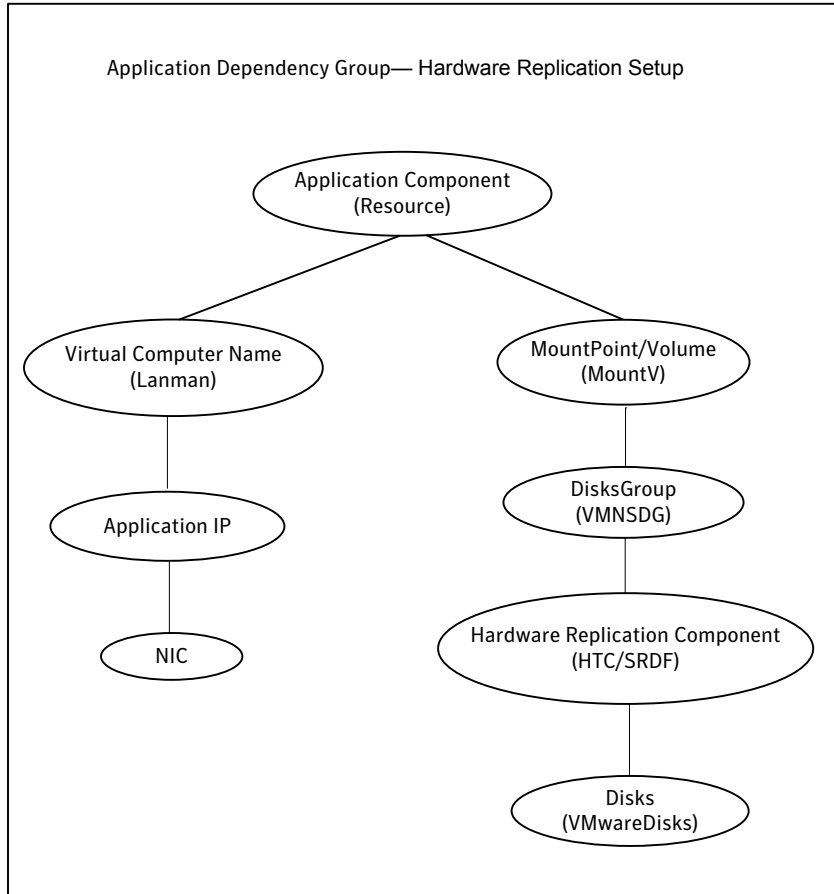 Application Dependency Group— Hardware Replication Setup
Application Component
(Resource)
Virtual Computer Name
(Lanman)
MountPoint/Volume
(MountV)
Application IP
DisksGroup
(VMNSDG)
NIC
Hardware Replication Component
(HTC/SRDF)
Disks
(VMwareDisks)